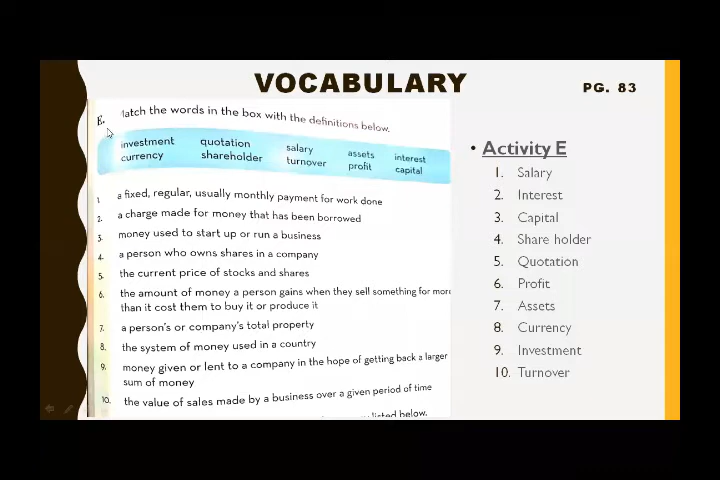 VOCABULARY
PG. 83
E. Match the words in the box with the definitions below.
investment quotation salary assets interest
currency shareholder turnover profit capital
1. a fixed, regular, usually monthly payment for work done
2. a charge made for money that has been borrowed
3. money used to start up or run a business
4. a person who owns shares in a company
5. the current price of stocks and shares
6. the amount of money a person gains when they sell something for more
than it cost them to buy it or produce it
7. a person's or company's total property
8. the system of money used in a country
9. money given or lent to a company in the hope of getting back a larger
sum of money
10. the value of sales made by a business over a given period of time
listed below.
• Activity E
1. Salary
2. Interest
3. Capital
4. Share holder
5. Quotation
6. Profit
7. Assets
8. Currency
9. Investment
10. Turnover